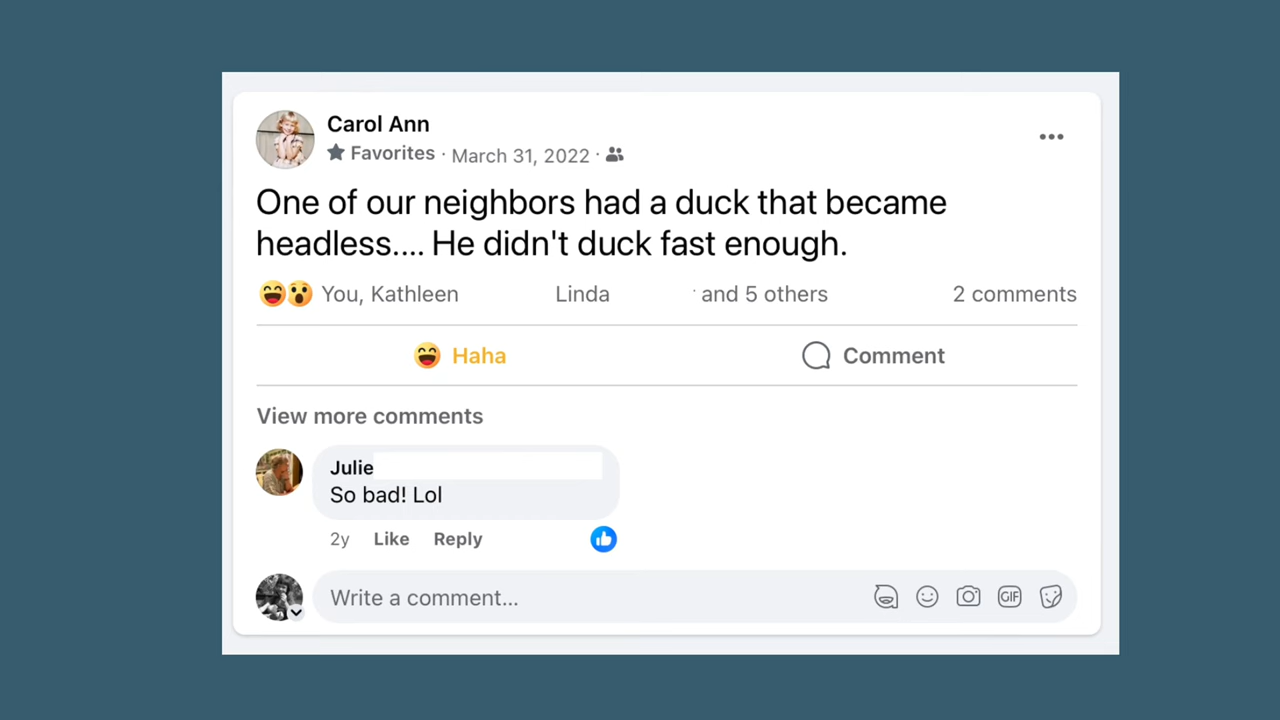 Carol Ann
Favorites · March 31, 2022 ·
One of our neighbors had a duck that became
headless.... He didn't duck fast enough.
You, Kathleen Linda and 5 others 2 comments
Haha Comment
View more comments
Julie
So bad! Lol
2y Like Reply
Write a comment... GIF